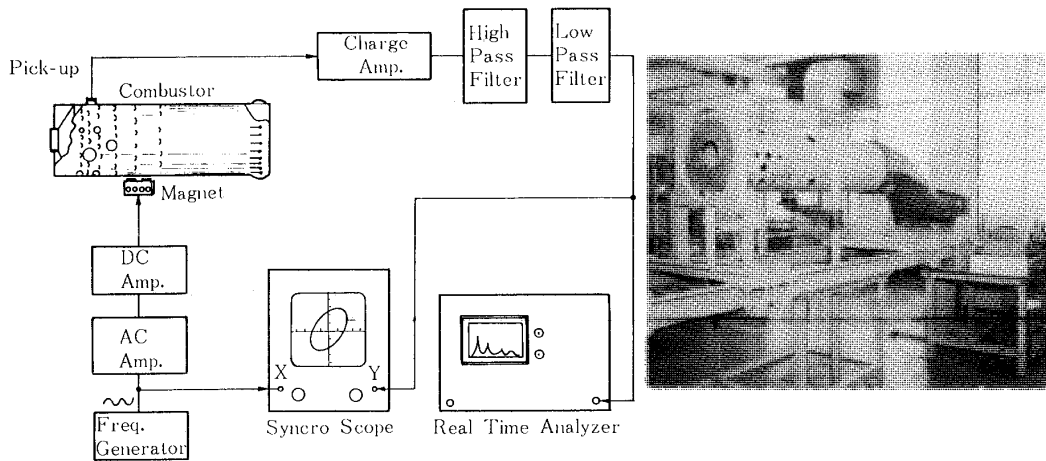 Pick-up
Combustor
Charge
Amp.
High
Pass
Filter
Low
Pass
Filter
Magnet
DC
Amp.
AC
Amp.
Freq.
Generator
X
Y
Syncro Scope
Real Time Analyzer